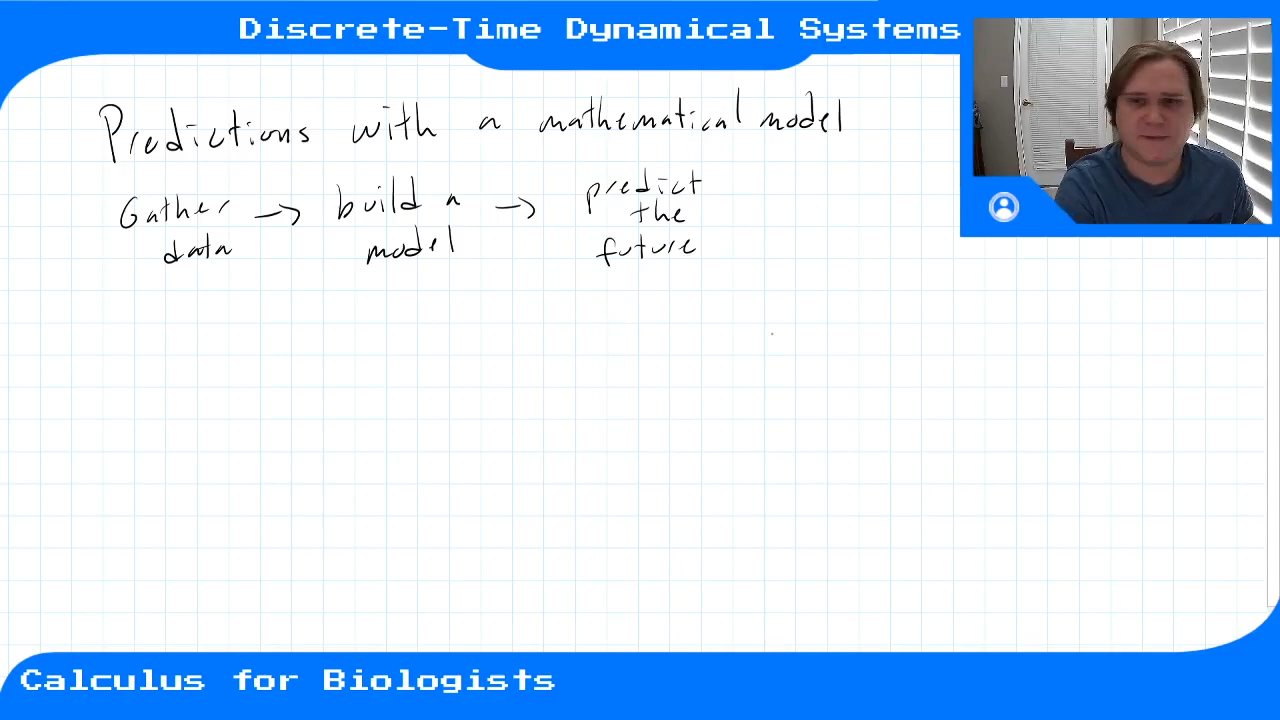 Discrete-Time Dynamical Systems
Predictions with a mathematical model
Gather data → build a model → predict the future
Calculus for Biologists